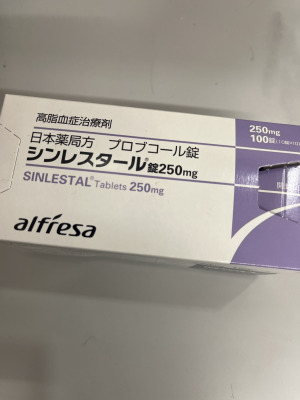 高脂血症治療剤
日本薬局方 プロブコール錠
シンレスタール®錠250mg
SINLESTAL® Tablets 250mg
alfresa
250mg
100錠